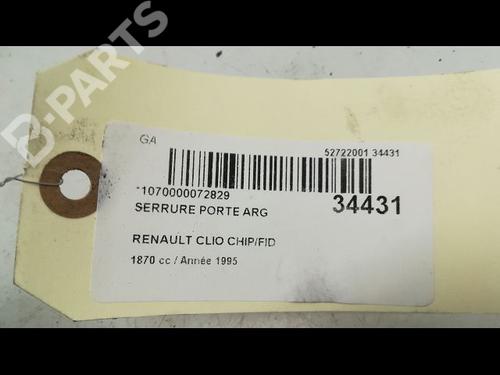 B-PARTS
GA
52722001 34431
*1070000072829
34431
SERRURE PORTE ARG
RENAULT CLIO CHIP/FID
1870 cc / Année 1995